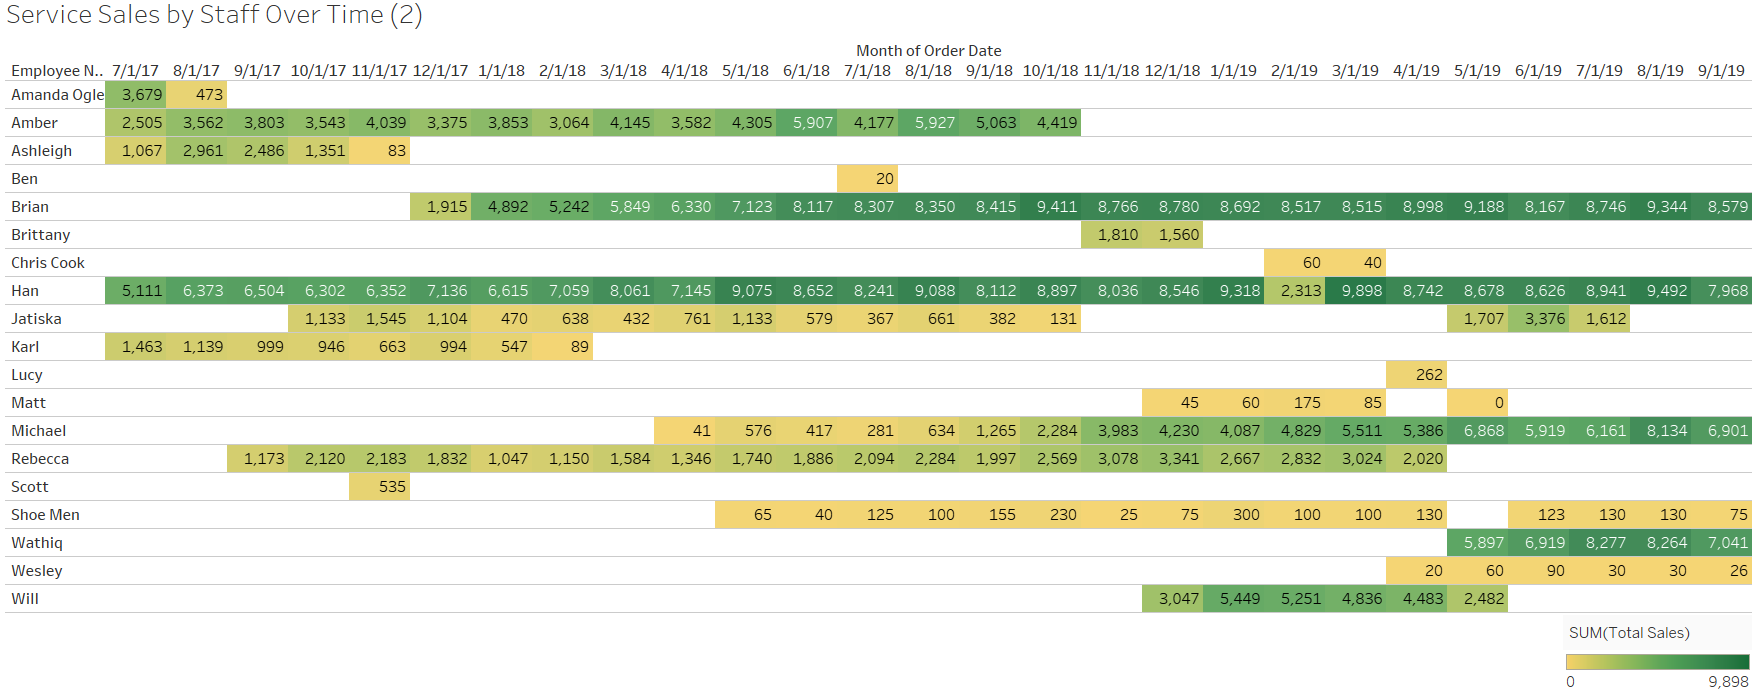 Service Sales by Staff Over Time (2)
Month of Order Date
Employee N.. 7/1/17 8/1/17 9/1/17 10/1/17 11/1/17 12/1/17 1/1/18 2/1/18 3/1/18 4/1/18 5/1/18 6/1/18 7/1/18 8/1/18 9/1/18 10/1/18 11/1/18 12/1/18 1/1/19 2/1/19 3/1/19 4/1/19 5/1/19 6/1/19 7/1/19 8/1/19 9/1/19
Amanda Ogle 3,679 473
Amber 2,505 3,562 3,803 3,543 4,039 3,375 3,853 3,064 4,145 3,582 4,305 5,907 4,177 5,927 5,063 4,419
Ashleigh 1,067 2,961 2,486 1,351 83
Ben 20
Brian 1,915 4,892 5,242 5,849 6,330 7,123 8,117 8,307 8,350 8,415 9,411 8,766 8,780 8,692 8,517 8,515 8,998 9,188 8,167 8,746 9,344 8,579
Brittany 1,810 1,560
Chris Cook 60 40
Han 5,111 6,373 6,504 6,302 6,352 7,136 6,615 7,059 8,061 7,145 9,075 8,652 8,241 9,088 8,112 8,897 8,036 8,546 9,318 2,313 9,898 8,742 8,678 8,626 8,941 9,492 7,968
Jatiska 1,133 1,545 1,104 470 638 432 761 1,133 579 367 661 382 131 1,707 3,376 1,612
Karl 1,463 1,139 999 946 663 994 547 89
Lucy 262
Matt 45 60 175 85 0
Michael 41 576 417 281 634 1,265 2,284 3,983 4,230 4,087 4,829 5,511 5,386 6,868 5,919 6,161 8,134 6,901
Rebecca 1,173 2,120 2,183 1,832 1,047 1,150 1,584 1,346 1,740 1,886 2,094 2,284 1,997 2,569 3,078 3,341 2,667 2,832 3,024 2,020
Scott 535
Shoe Men 65 40 125 100 155 230 25 75 300 100 100 130 123 130 130 75
Wathiq 5,897 6,919 8,277 8,264 7,041
Wesley 20 60 90 30 30 26
Will 3,047 5,449 5,251 4,836 4,483 2,482
SUM(Total Sales)
0 9,898